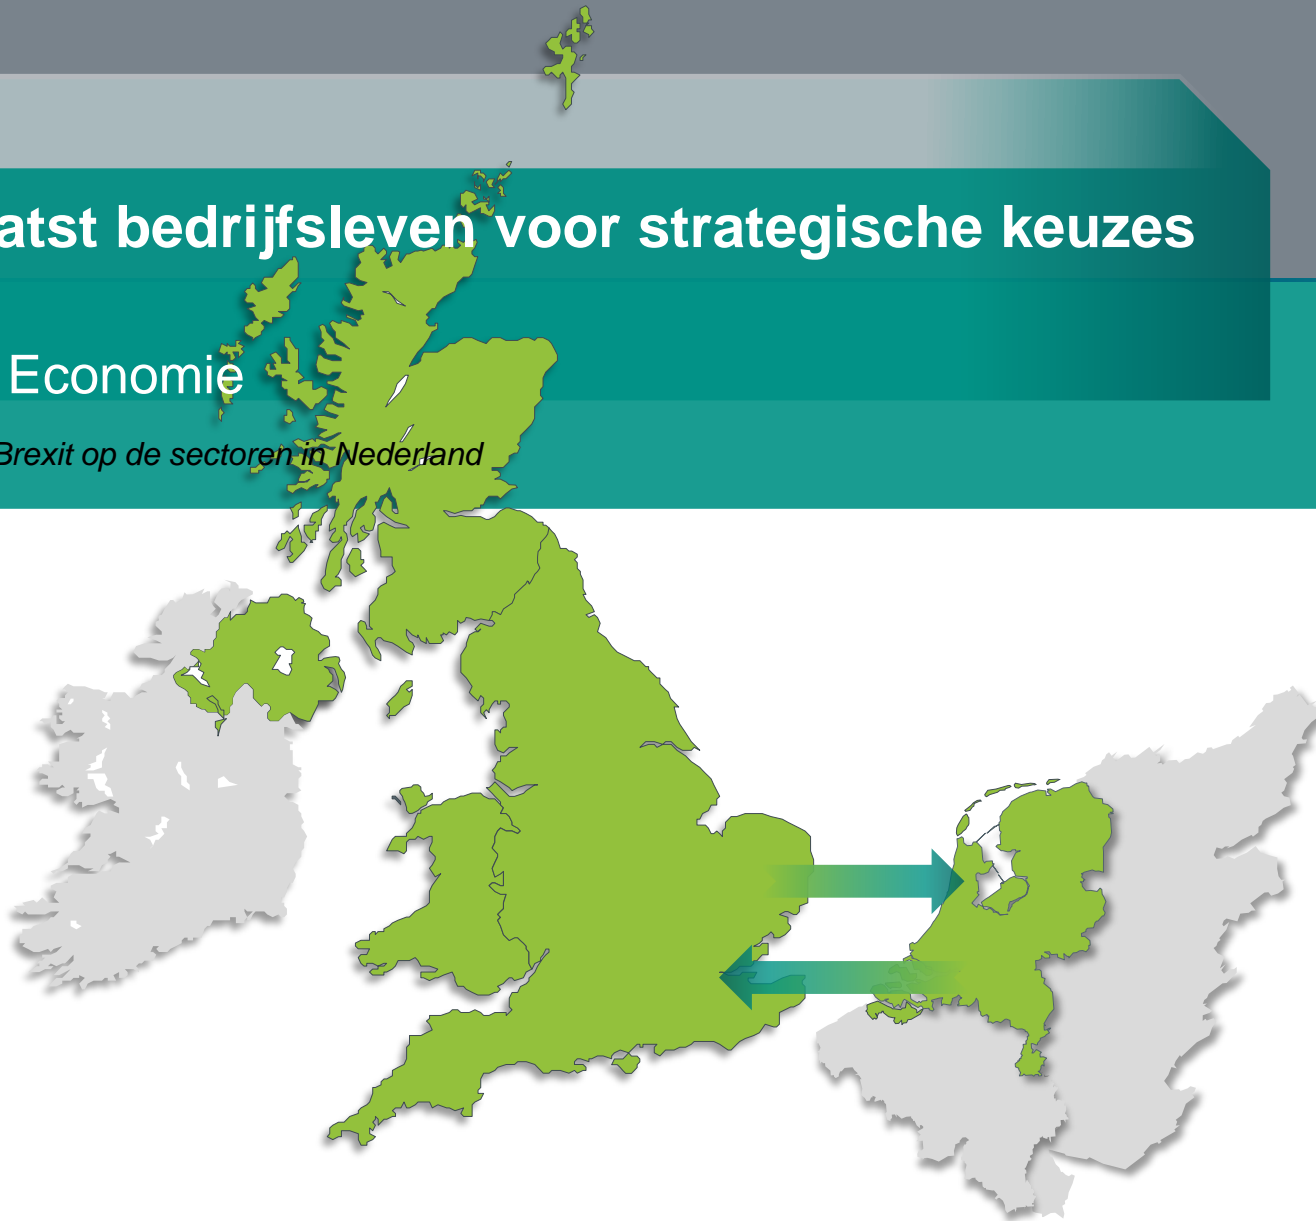 atst bedrijfsleven voor strategische keuzes
Economie
Brexit op de sectoren in Nederland